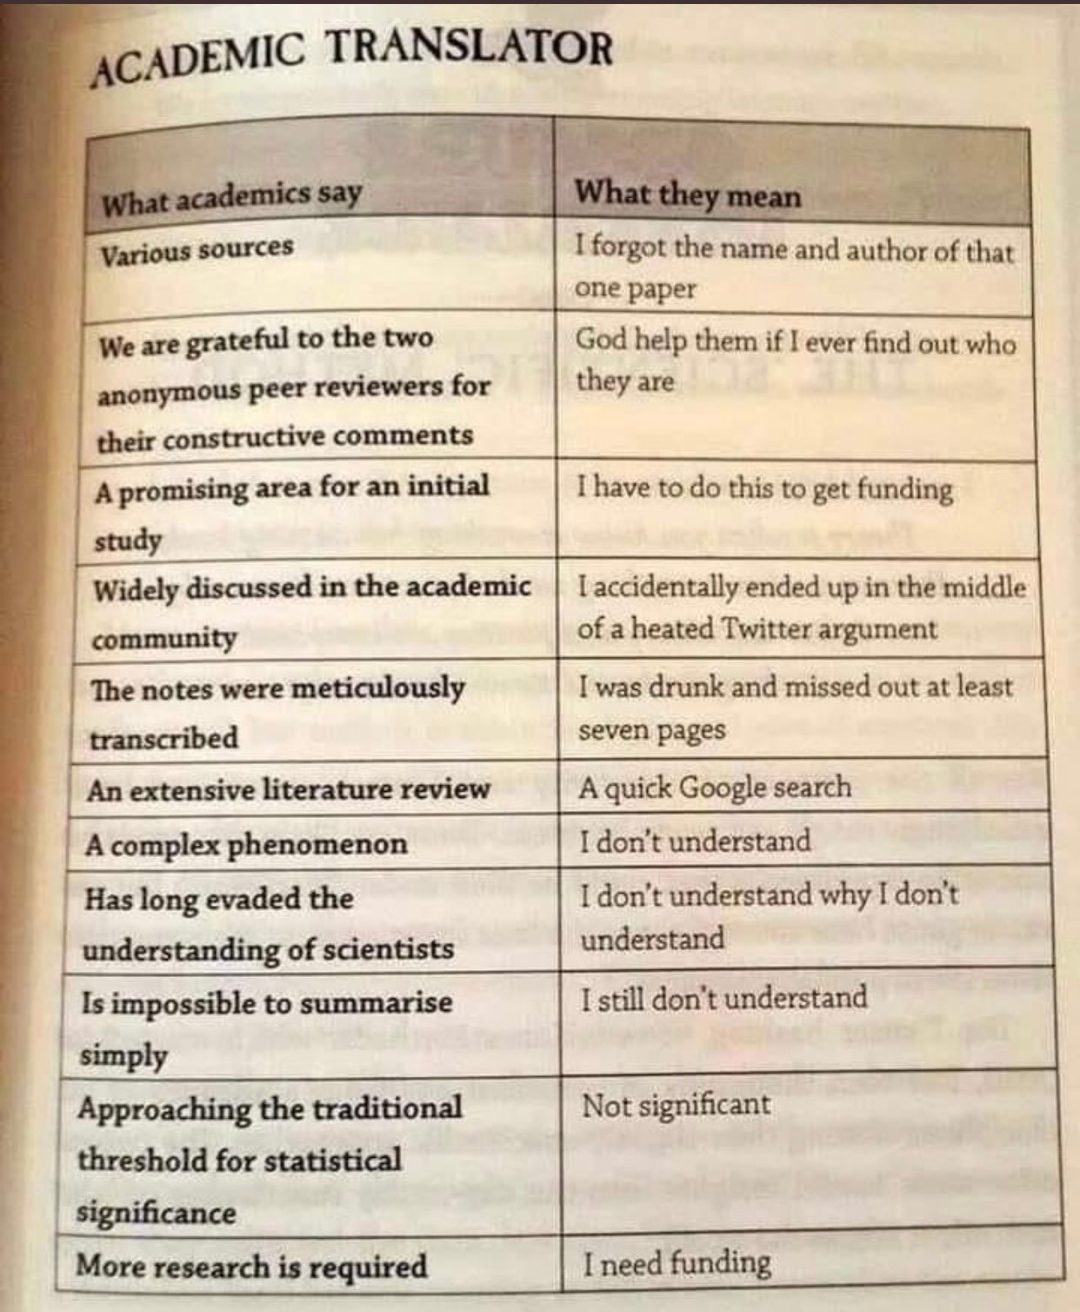 ACADEMIC TRANSLATOR
What academics say
What they mean
Various sources
I forgot the name and author of that
one paper
We are grateful to the two
anonymous peer reviewers for
their constructive comments
God help them if I ever find out who
they are
A promising area for an initial
study
I have to do this to get funding
Widely discussed in the academic
community
I accidentally ended up in the middle
of a heated Twitter argument
The notes were meticulously
transcribed
I was drunk and missed out at least
seven pages
An extensive literature review
A quick Google search
A complex phenomenon
I don't understand
Has long evaded the
understanding of scientists
I don't understand why I don't
understand
Is impossible to summarise
simply
I still don't understand
Approaching the traditional
threshold for statistical
significance
Not significant
More research is required
I need funding